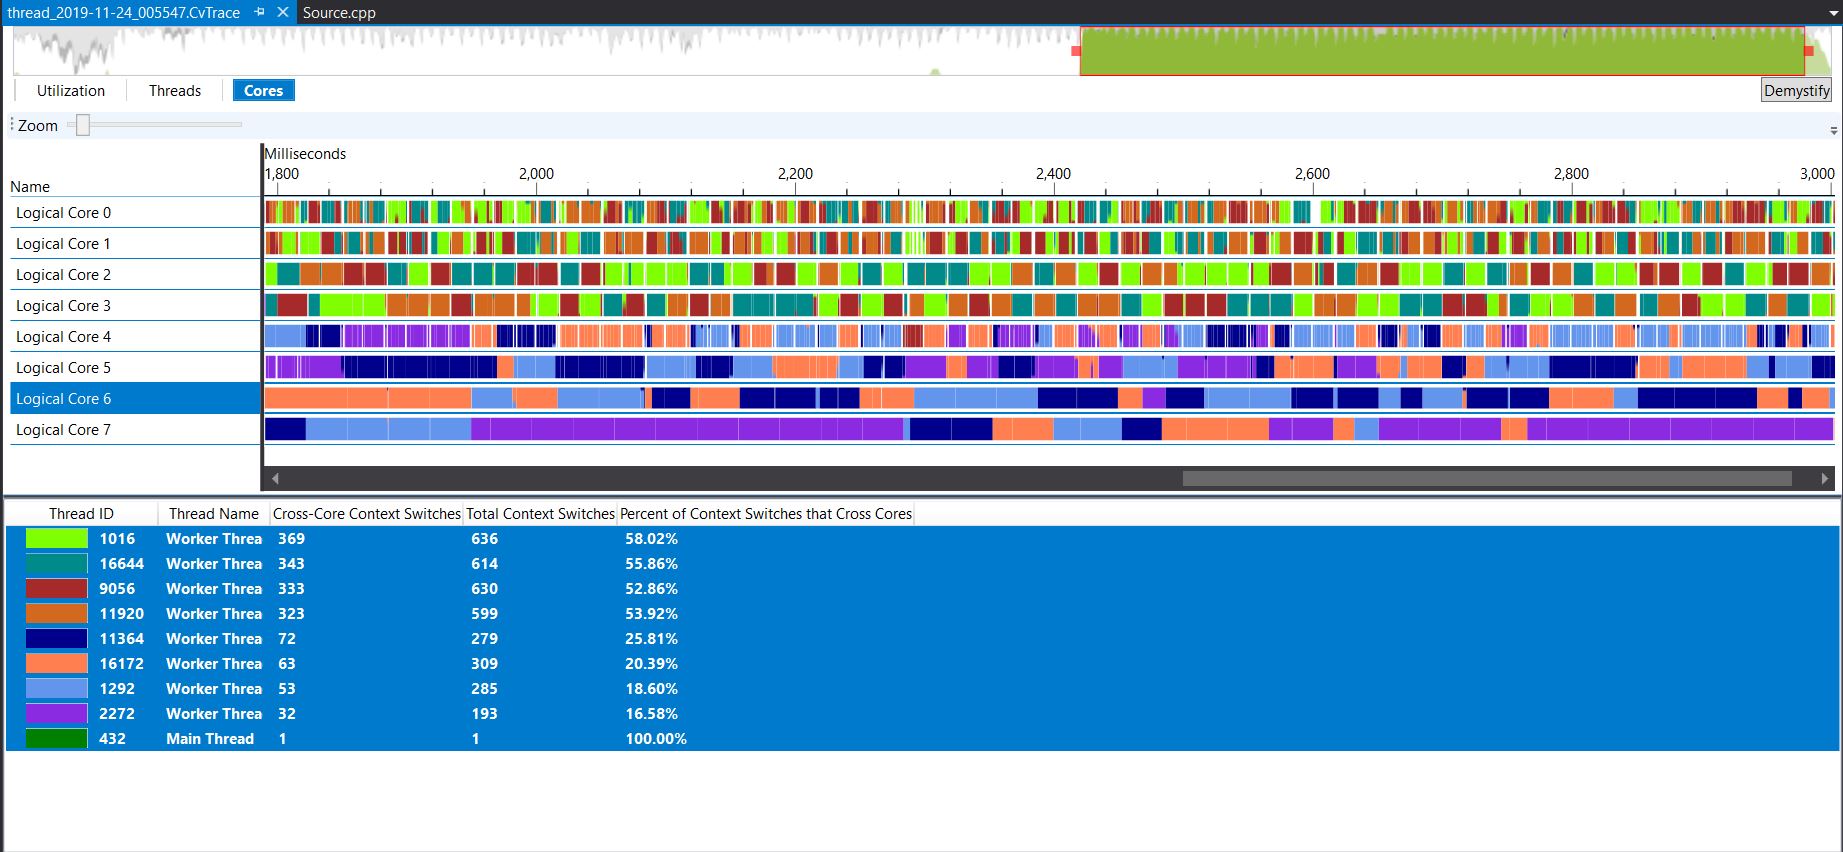 thread_2019-11-24_005547.CvTrace Source.cpp
Utilization Threads Cores Demystify
Zoom
Milliseconds
Name 1,800 2,000 2,200 2,400 2,600 2,800 3,000
Logical Core 0
Logical Core 1
Logical Core 2
Logical Core 3
Logical Core 4
Logical Core 5
Logical Core 6
Logical Core 7
Thread ID Thread Name Cross-Core Context Switches Total Context Switches Percent of Context Switches that Cross Cores
1016 Worker Threa 369 636 58.02%
16644 Worker Threa 343 614 55.86%
9056 Worker Threa 333 630 52.86%
11920 Worker Threa 323 599 53.92%
11364 Worker Threa 72 279 25.81%
16172 Worker Threa 63 309 20.39%
1292 Worker Threa 53 285 18.60%
2272 Worker Threa 32 193 16.58%
432 Main Thread 1 1 100.00%